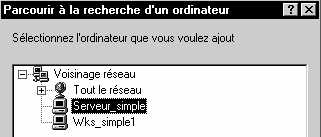 Parcourir à la recherche d'un ordinateur
Sélectionnez l'ordinateur que vous voulez ajout
Voisinage réseau
Tout le réseau
Serveur_simple
Wks_simple1